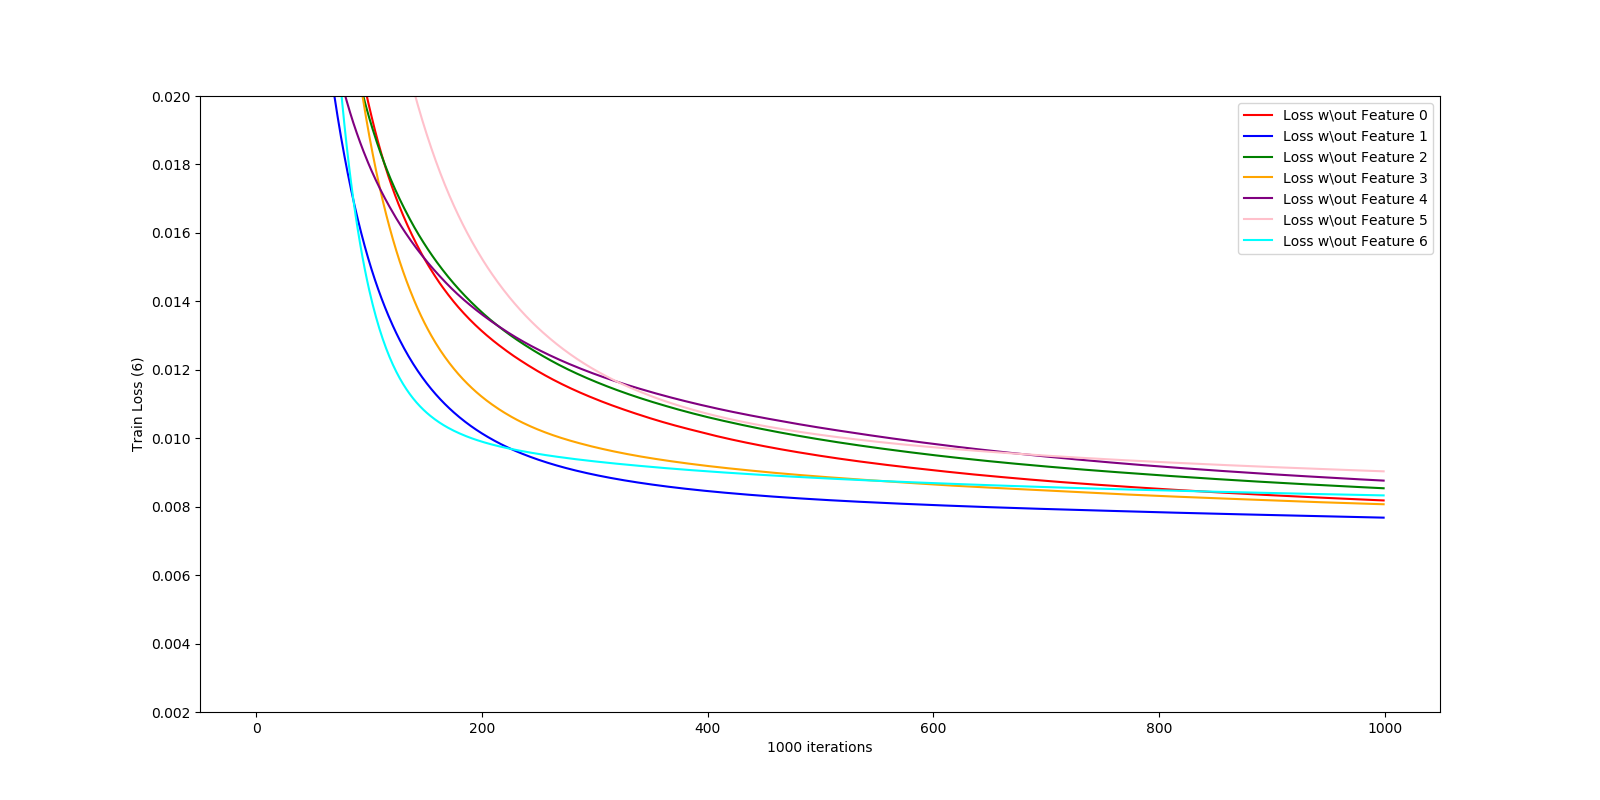 0.020
0.018
0.016
0.014
0.012
0.010
0.008
0.006
0.004
0.002
Train Loss (6)
0 200 400 600 800 1000
1000 iterations
Loss w\out Feature 0
Loss w\out Feature 1
Loss w\out Feature 2
Loss w\out Feature 3
Loss w\out Feature 4
Loss w\out Feature 5
Loss w\out Feature 6